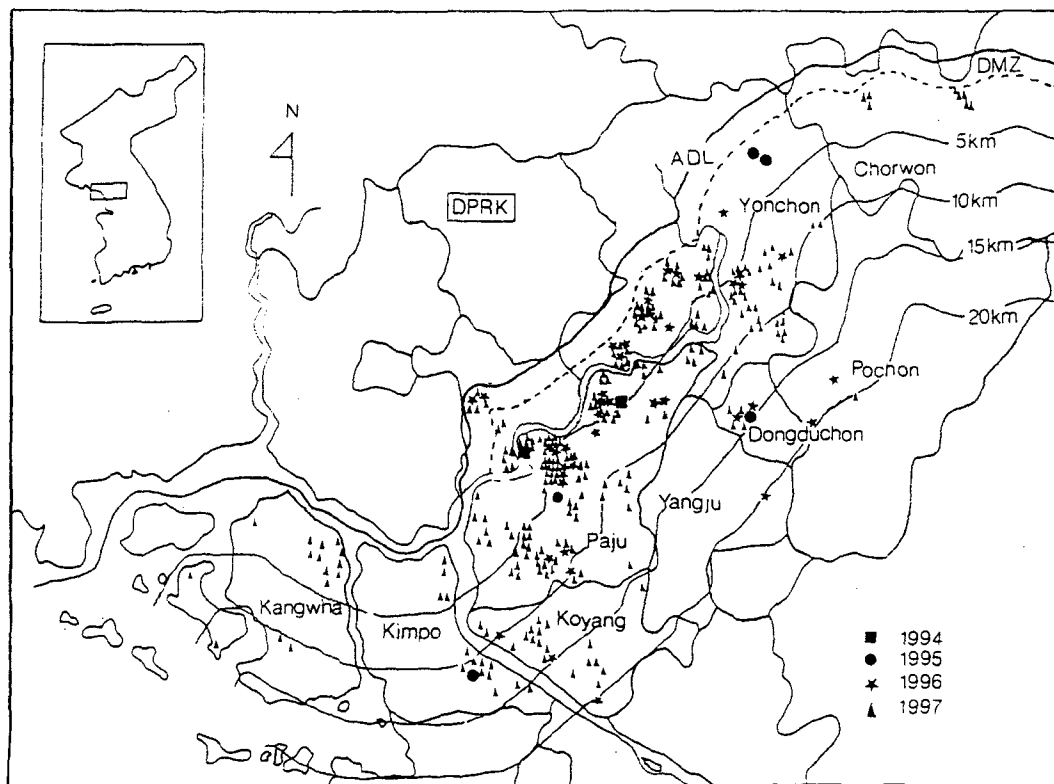 N
DMZ
5km
ADL
Chorwon
DPRK
Yonchon
10km
15km
20km
Pochon
Dongduchon
Yangju
Paju
Kangwha
Kimpo
Koyang
1994
1995
1996
1997